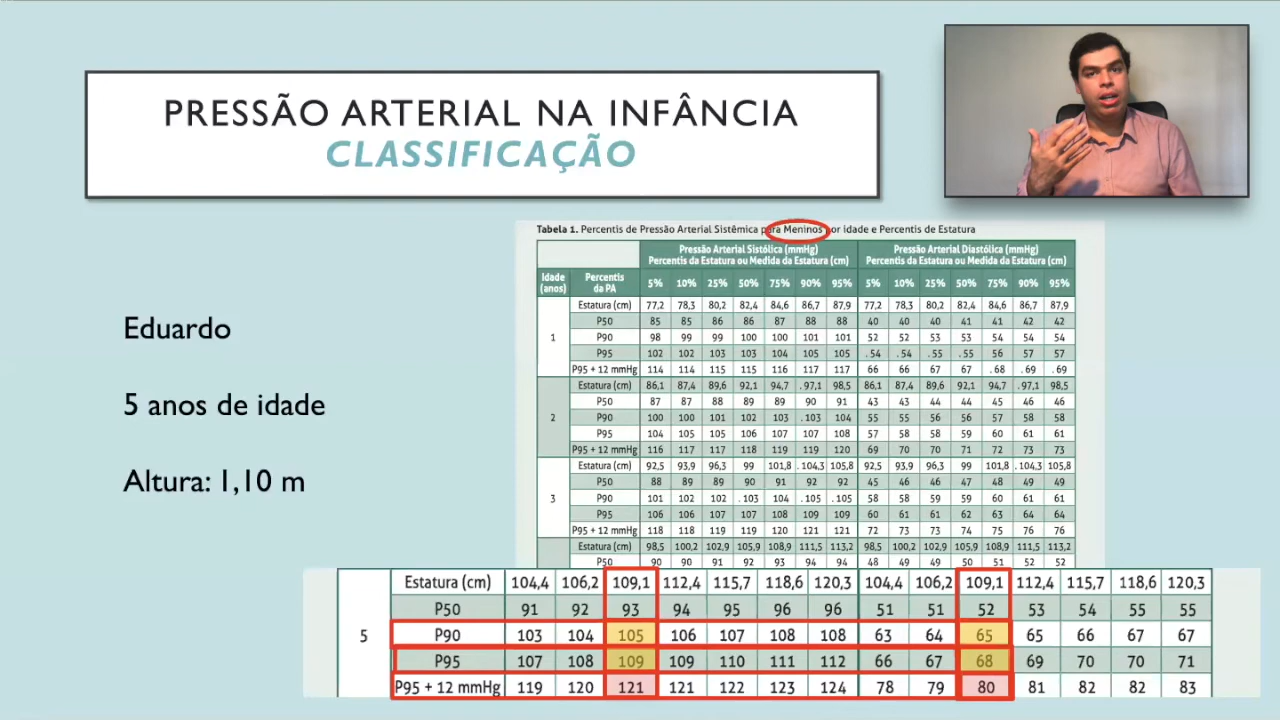 PRESSÃO ARTERIAL NA INFÂNCIA
CLASSIFICAÇÃO
Eduardo
5 anos de idade
Altura: 1,10 m
Tabela 1. Percentis de Pressão Arterial Sistêmica para Meninos por Idade e Percentis de Estatura
Pressão Arterial Sistólica (mmHg) Pressão Arterial Diastólica (mmHg)
Percentis da Estatura ou Medida da Estatura (cm) Percentis da Estatura ou Medida da Estatura (cm)
Idade (anos) Percentis da PA 5% 10% 25% 50% 75% 90% 95% 5% 10% 25% 50% 75% 90% 95%
Estatura (cm) 77,2 78,3 80,2 82,4 84,6 86,7 87,9 77,2 78,3 80,2 82,4 84,6 86,7 87,9
P50 85 85 86 86 87 88 88 40 40 40 41 41 42 42
1 P90 98 99 99 100 100 101 101 52 52 53 53 54 54 54
P95 102 102 103 103 104 105 105 .54 .54 .55 .55 56 57 57
P95 + 12 mmHg 114 114 115 115 116 117 117 66 66 67 67 .68 .69 .69
Estatura (cm) 86,1 87,4 89,6 92,1 94,7 .97,1 98,5 86,1 87,4 89,6 92,1 94,7 .97,1 98,5
P50 87 87 88 89 89 90 91 43 43 44 44 45 46 46
2 P90 100 100 101 102 103 .103 104 55 55 56 56 57 58 58
P95 104 105 105 106 107 107 108 57 58 58 59 60 61 61
P95 + 12 mmHg 116 117 117 118 119 119 120 69 70 70 71 72 73 73
Estatura (cm) 92,5 93,9 96,3 99 101,8 .104,3 105,8 92,5 93,9 96,3 99 101,8 .104,3 105,8
P50 88 89 89 90 91 92 92 45 46 46 47 48 49 49
3 P90 101 102 102 .103 104 .105 .105 58 58 59 59 60 61 61
P95 106 106 107 107 108 109 109 60 61 61 62 63 64 64
P95 + 12 mmHg 118 118 119 119 120 121 121 72 73 73 74 75 76 76
Estatura (cm) 98,5 100,2 102,9 105,9 108,9 111,5 113,2 98,5 100,2 102,9 105,9 108,9 111,5 113,2
P50 90 90 91 92 93 94 94 48 49 49 50 51 52 52
Estatura (cm) 104,4 106,2 109,1 112,4 115,7 118,6 120,3 104,4 106,2 109,1 112,4 115,7 118,6 120,3
P50 91 92 93 94 95 96 96 51 51 52 53 54 55 55
5 P90 103 104 105 106 107 108 108 63 64 65 65 66 67 67
P95 107 108 109 109 110 111 112 66 67 68 69 70 70 71
P95 + 12 mmHg 119 120 121 121 122 123 124 78 79 80 81 82 82 83